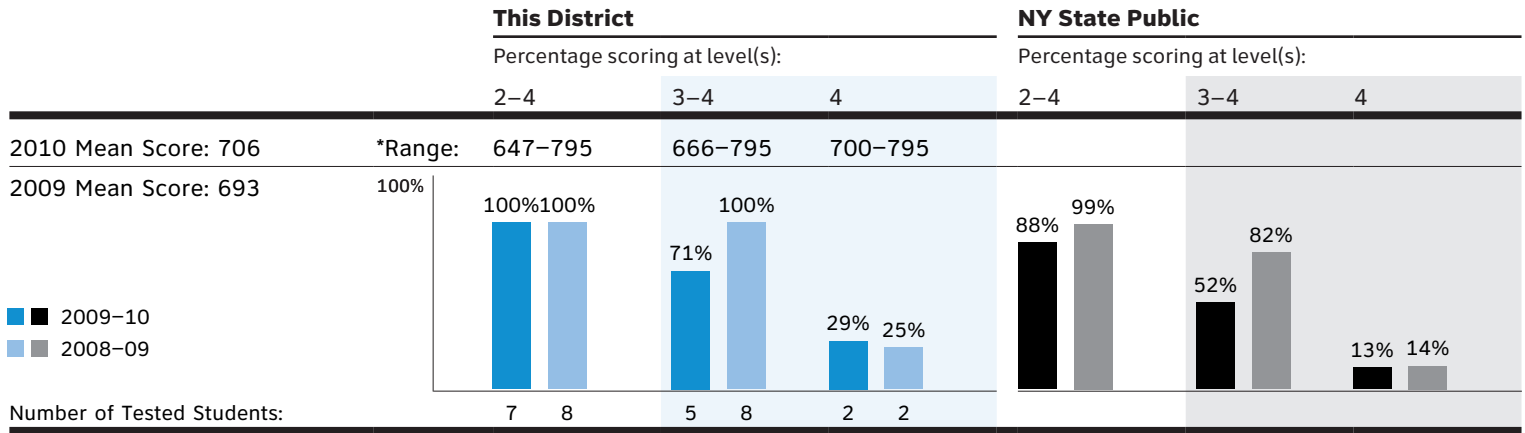 This District NY State Public
Percentage scoring at level(s): Percentage scoring at level(s):
2–4 3–4 4 2–4 3–4 4
2010 Mean Score: 706 *Range: 647–795 666–795 700–795
2009 Mean Score: 693 100%
100% 100% 71% 100% 29% 25% 88% 99% 52% 82% 13% 14%
2009–10
2008–09
Number of Tested Students: 7 8 5 8 2 2